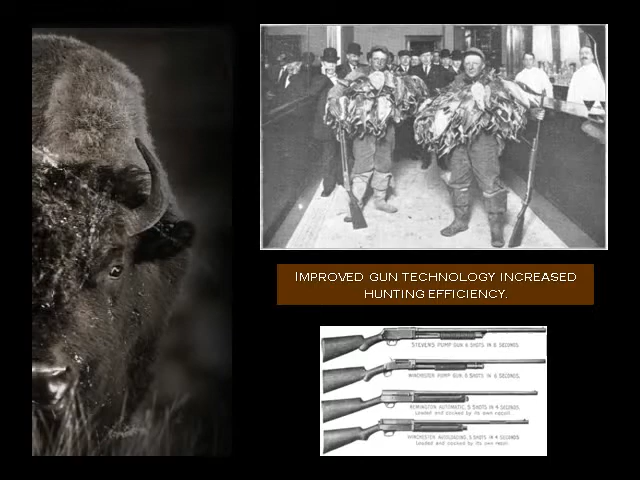 IMPROVED GUN TECHNOLOGY INCREASED
HUNTING EFFICIENCY.
STEVENS PUMP GUN 6 SHOTS IN 6 SECONDS.
WINCHESTER PUMP GUN, 6 SHOTS IN 6 SECONDS.
REMINGTON AUTOMATIC, 5 SHOTS IN 4 SECONDS.
Loaded and cocked by its own recoil.
WINCHESTER AUTOLOADING, 5 SHOTS IN 4 SECONDS
Loaded and cocked by its own recoil.